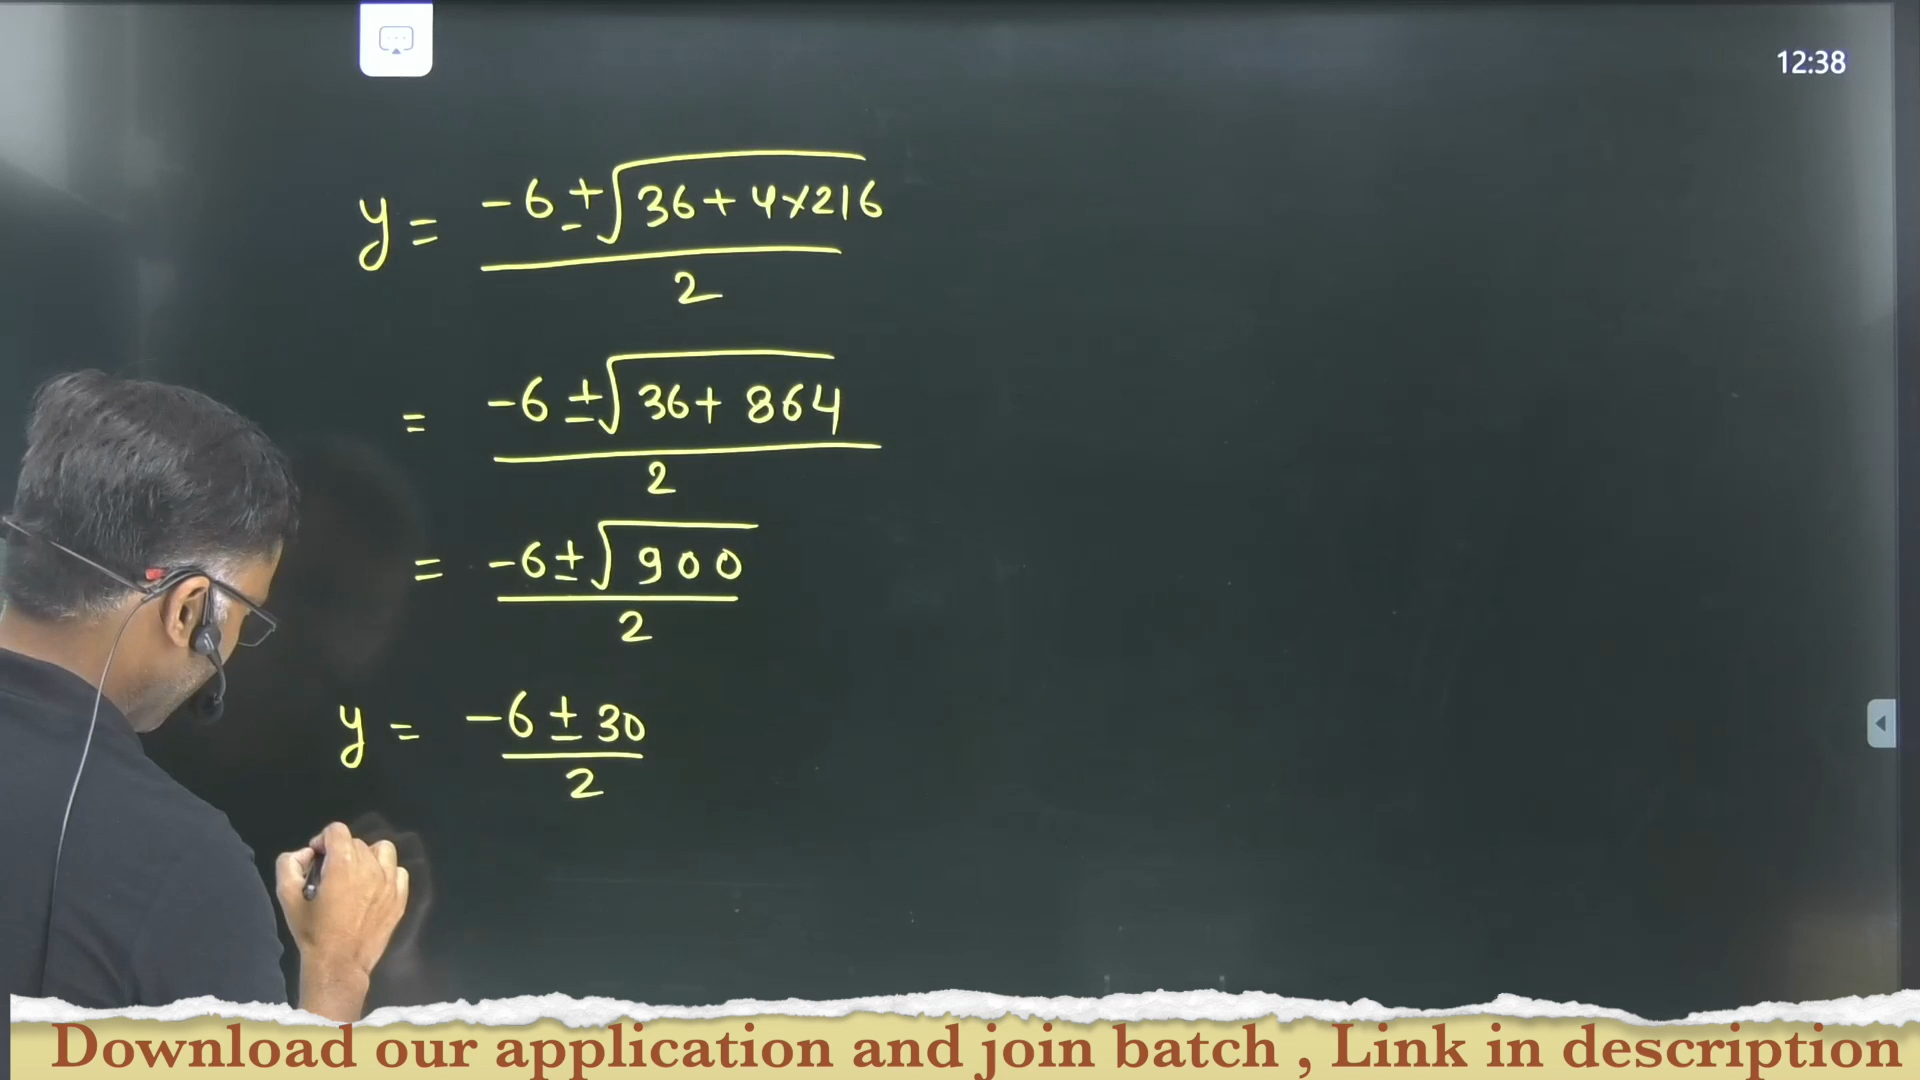 12:38
y = -6 ± √36 + 4×216
2
= -6 ± √36 + 864
2
= -6 ± √900
2
y = -6 ± 30
2
Download our application and join batch , Link in description